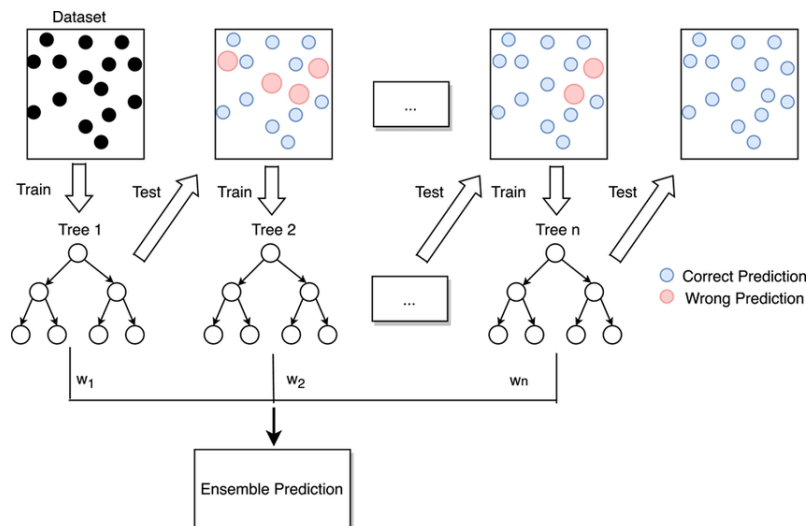 Dataset
...
Train
Test
Train
Test
Train
Test
Tree 1
Tree 2
Tree n
...
Correct Prediction
Wrong Prediction
w1
w2
wn
Ensemble Prediction